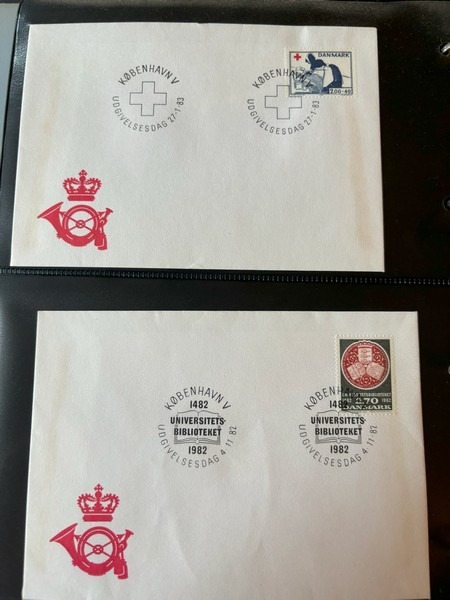 KØBENHAVN V
UDGIVELSESDAG 27-1-83
KØBENHAVN V
UDGIVELSESDAG 27-1-83
DANMARK
2.00+40
KØBENHAVN V
1482
UNIVERSITETS
BIBLIOTEKET
1982
UDGIVELSESDAG 4-11-82
KØBENHAVN V
1482
UNIVERSITETS
BIBLIOTEKET
1982
UDGIVELSESDAG 4-11-82
2.70
1982
DANMARK